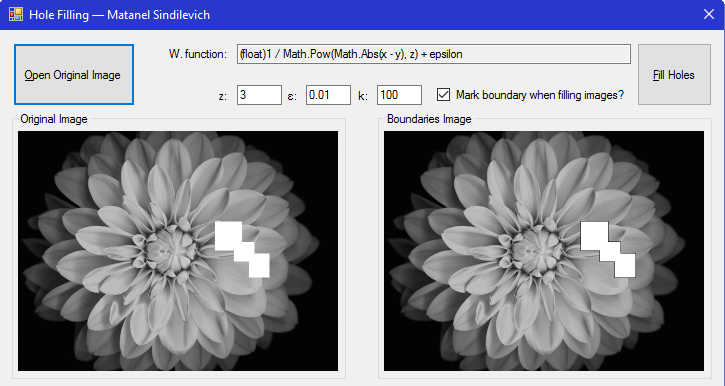 Hole Filling — Matanel Sindilevich
Open Original Image
W. function: (float)1 / Math.Pow(Math.Abs(x - y), z) + epsilon
Fill Holes
z: 3 ε: 0.01 k: 100 Mark boundary when filling images?
Original Image
Boundaries Image